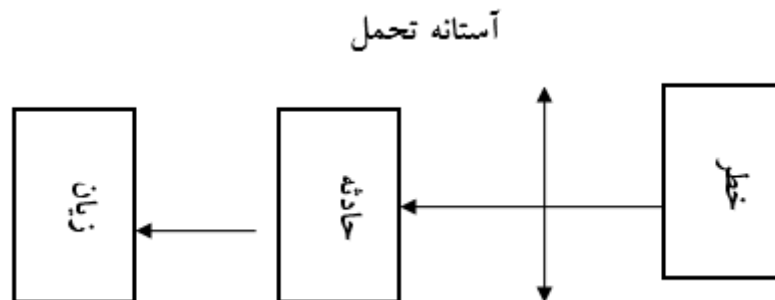 آستانه تحمل
خطر
حادثه
زیان